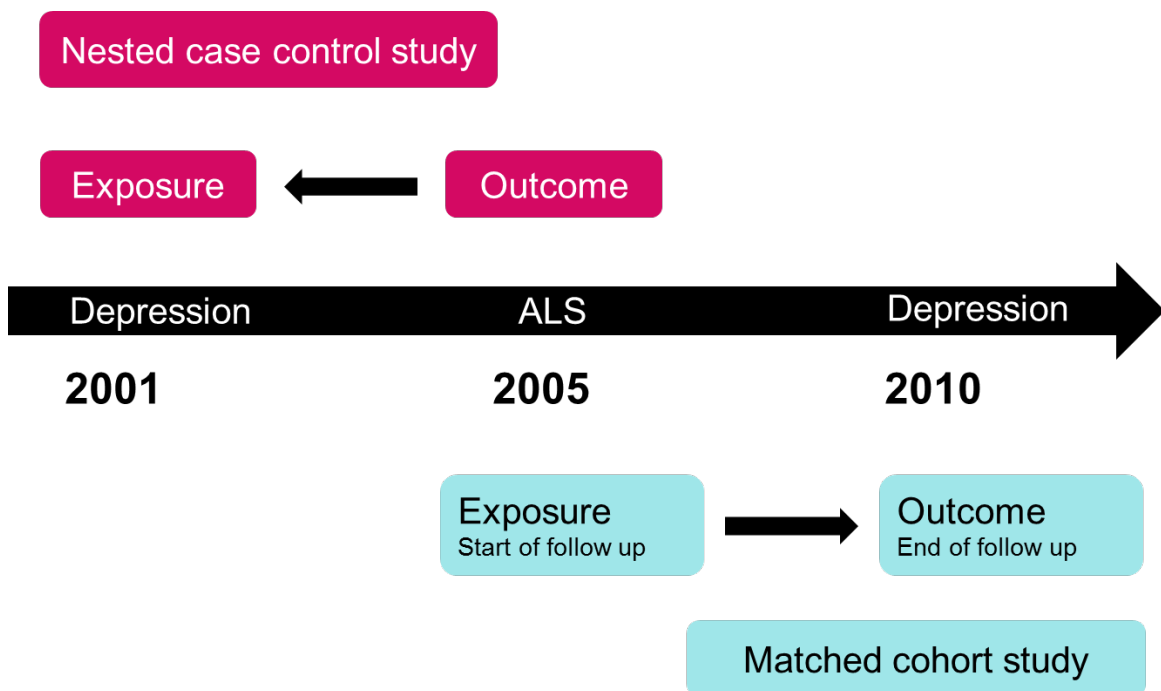 Nested case control study
Exposure
Outcome
Depression
ALS
Depression
2001
2005
2010
Exposure
Start of follow up
Outcome
End of follow up
Matched cohort study